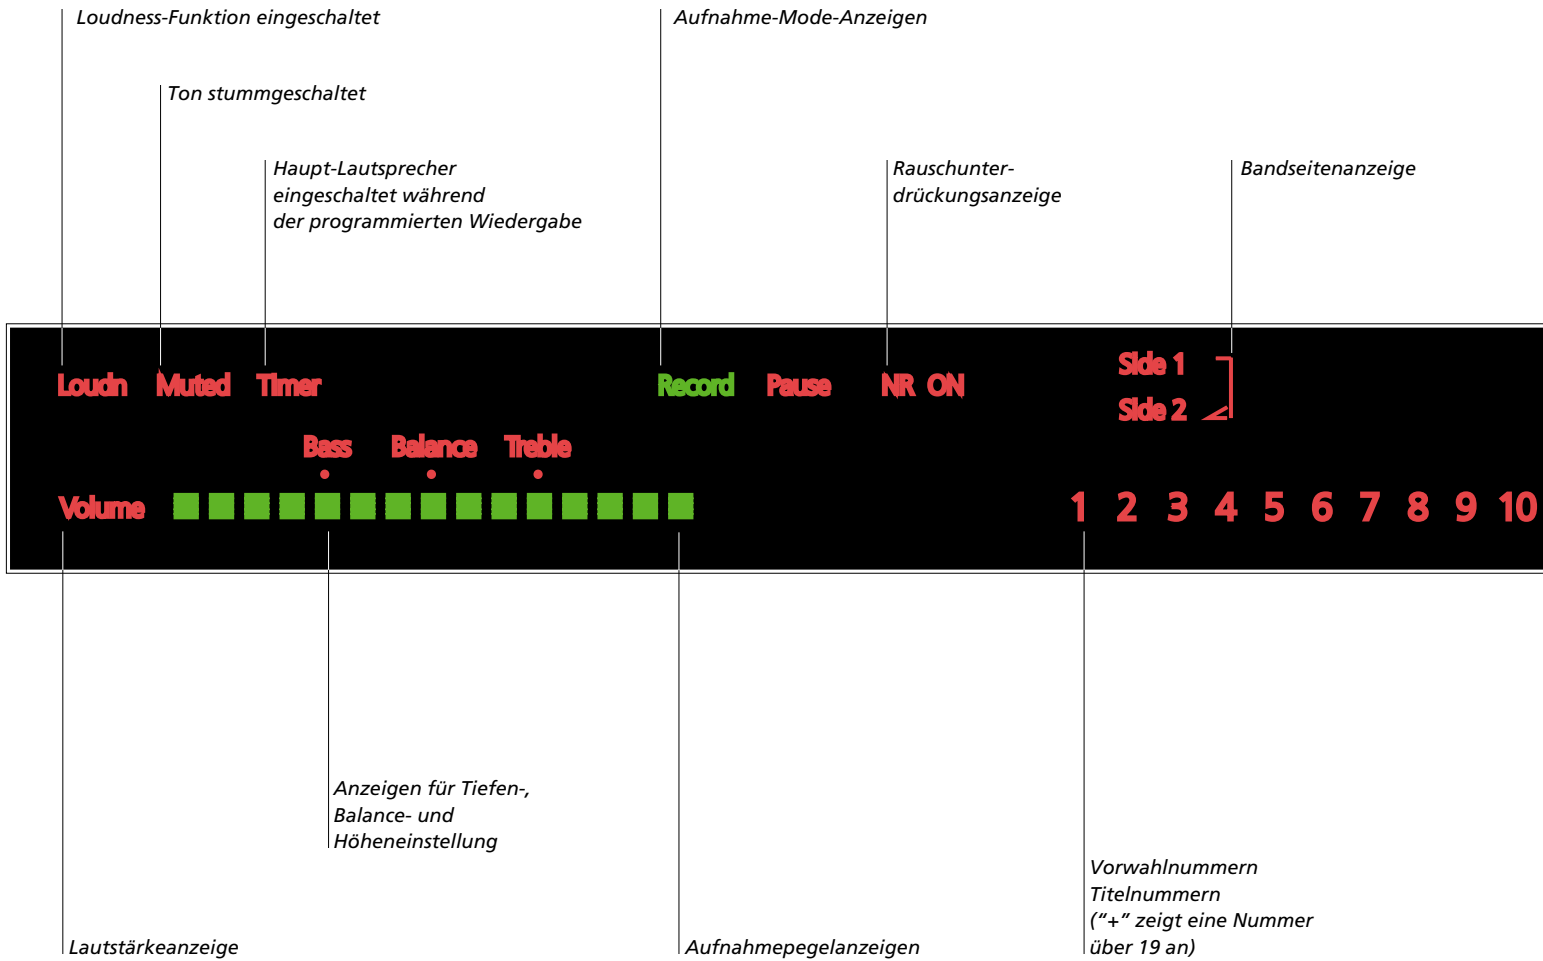 Loudness-Funktion eingeschaltet
Aufnahme-Mode-Anzeigen
Ton stummgeschaltet
Haupt-Lautsprecher
eingeschaltet während
der programmierten Wiedergabe
Rauschunter-
drückungsanzeige
Bandseitenanzeige
Loudn Muted Timer Record Pause NR ON
Side 1
Side 2
Bass Balance Treble
Volume
1 2 3 4 5 6 7 8 9 10
Anzeigen für Tiefen-,
Balance- und
Höheneinstellung
Lautstärkeanzeige
Aufnahmepegelanzeigen
Vorwahlnummern
Titelnummern
(“+” zeigt eine Nummer
über 19 an)